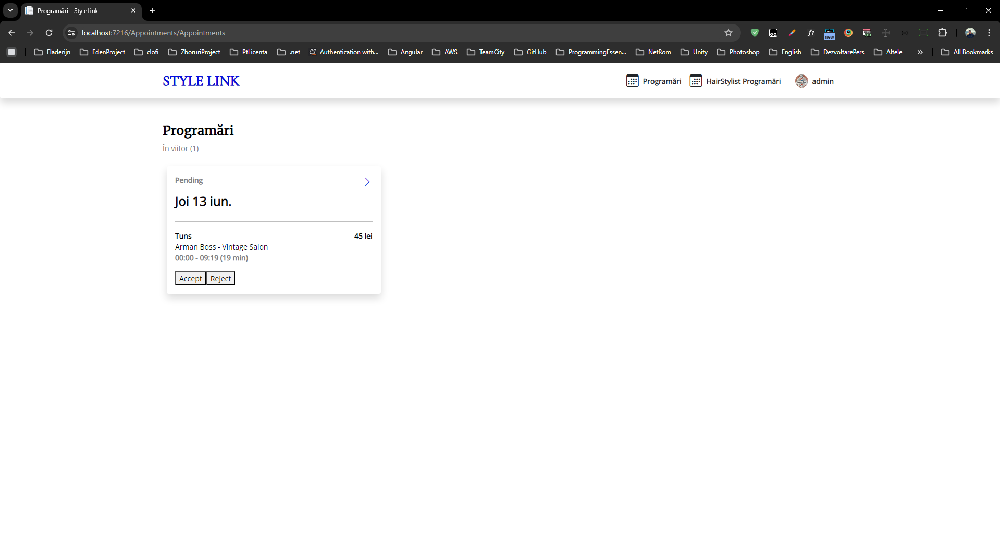 Programări - StyleLink
localhost:7216/Appointments/Appointments
new
Fladerijn EdenProject clofi ZboruriProject PtLicenta .net Authentication with... Angular AWS TeamCity GitHub ProgrammingEssen... NetRom Unity Photoshop English DezvoltarePers Altele » All Bookmarks
STYLE LINK Programări HairStylist Programări admin
Programări
În viitor (1)
Pending
Joi 13 iun.
Tuns 45 lei
Arman Boss - Vintage Salon
00:00 - 09:19 (19 min)
Accept Reject